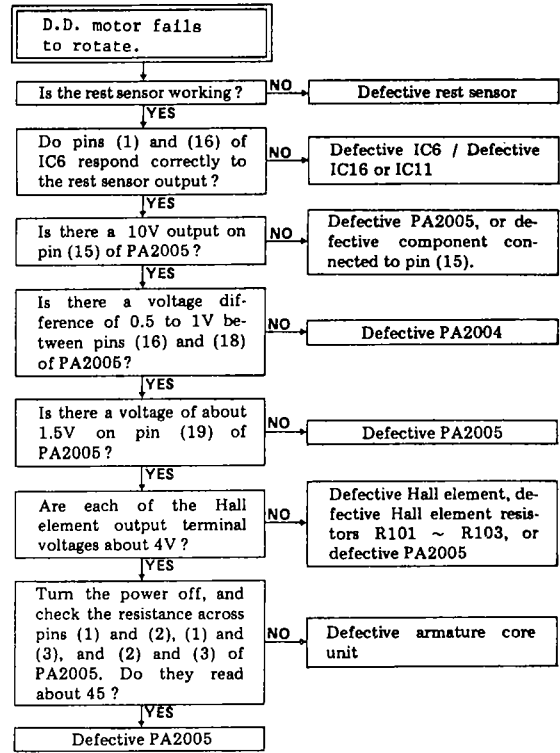 D.D. motor fails
to rotate.
Is the rest sensor working?
NO
Defective rest sensor
YES
Do pins (1) and (16) of
IC6 respond correctly to
the rest sensor output?
NO
Defective IC6 / Defective
IC16 or IC11
YES
Is there a 10V output on
pin (15) of PA2005?
NO
Defective PA2005, or de-
fective component con-
nected to pin (15).
YES
Is there a voltage dif-
ference of 0.5 to 1V be-
tween pins (16) and (18)
of PA2005?
NO
Defective PA2004
YES
Is there a voltage of about
1.5V on pin (19) of
PA2005?
NO
Defective PA2005
YES
Are each of the Hall
element output terminal
voltages about 4V?
NO
Defective Hall element, de-
fective Hall element resis-
tors R101 ~ R103, or
defective PA2005
YES
Turn the power off, and
check the resistance across
pins (1) and (2), (1) and
(3), and (2) and (3) of
PA2005. Do they read
about 45 ?
NO
Defective armature core
unit
YES
Defective PA2005